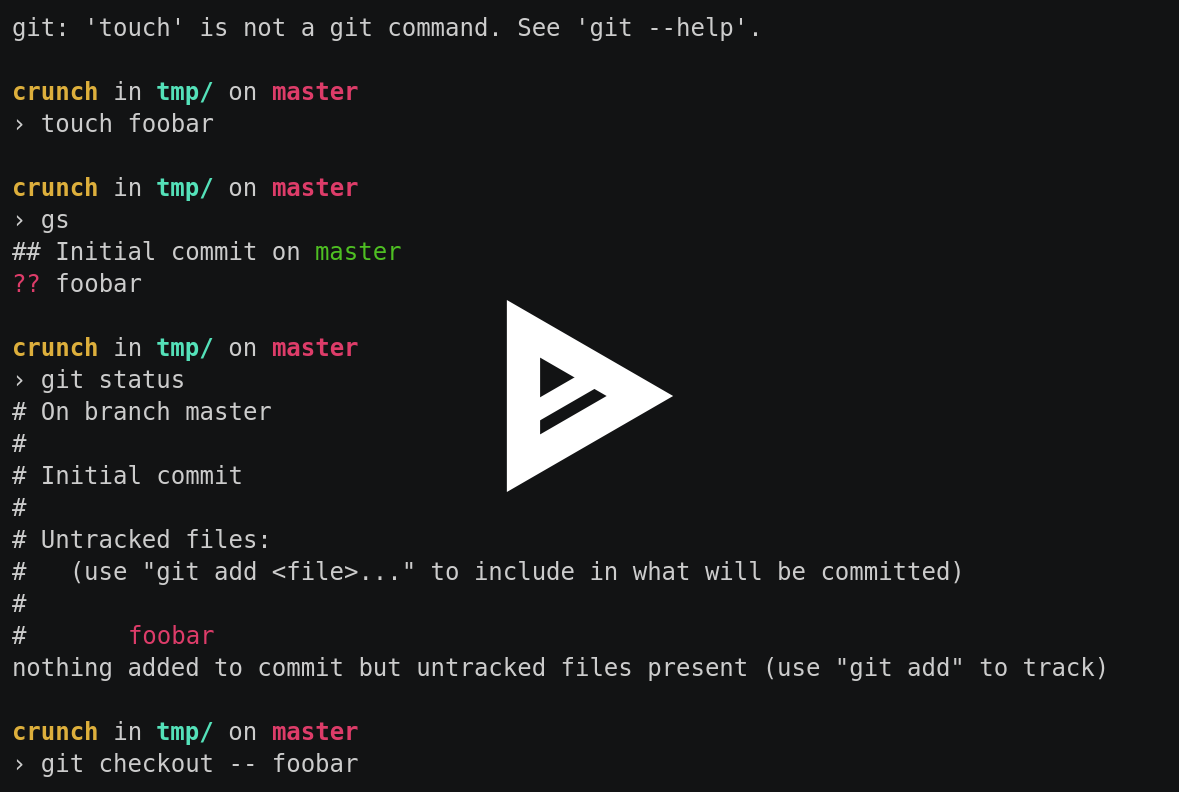 git: 'touch' is not a git command. See 'git --help'.
crunch in tmp/ on master
› touch foobar
crunch in tmp/ on master
› gs
## Initial commit on master
?? foobar
crunch in tmp/ on master
› git status
# On branch master
#
# Initial commit
#
# Untracked files:
#   (use "git add <file>..." to include in what will be committed)
#
#       foobar
nothing added to commit but untracked files present (use "git add" to track)
crunch in tmp/ on master
› git checkout -- foobar